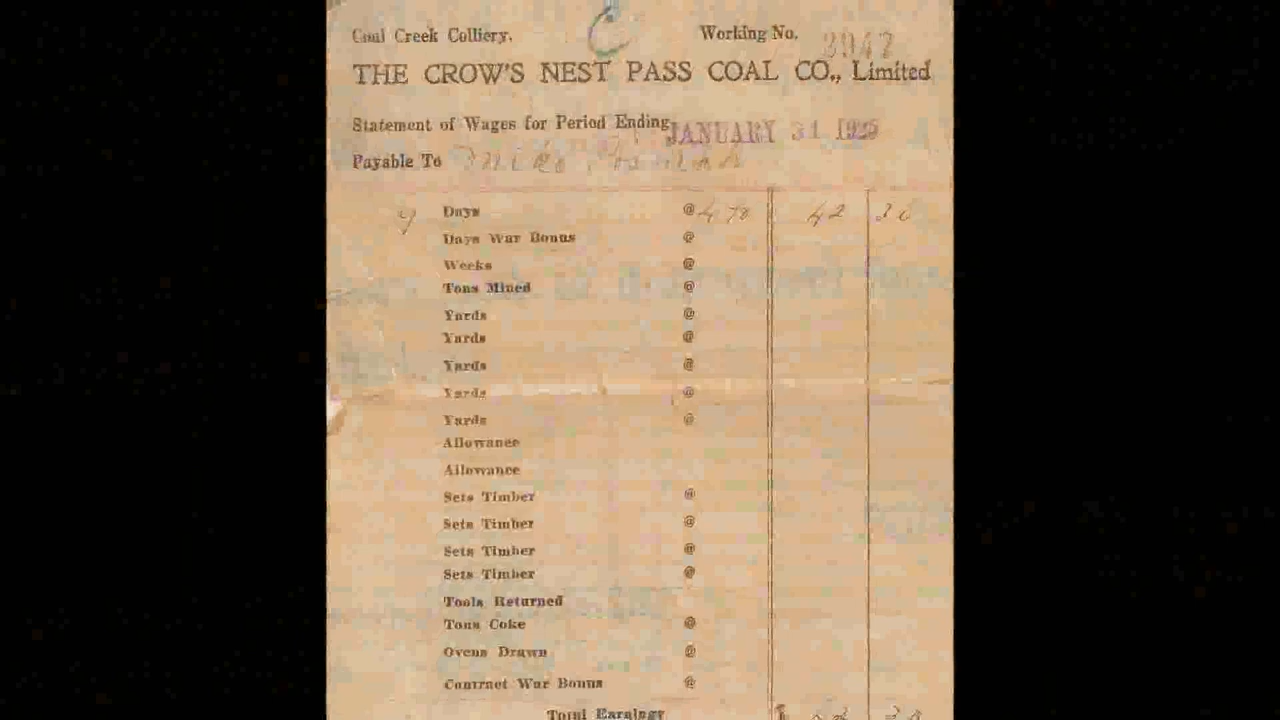 Coal Creek Colliery. C Working No. 3947
THE CROW'S NEST PASS COAL CO., Limited
Statement of Wages for Period Ending JANUARY 31 1925
Payable To Mike
9 Days @ 4 70 42 30
Days War Bonus @
Weeks @
Tons Mined @
Yards @
Yards @
Yards @
Yards @
Yards @
Allowance
Allowance
Sets Timber @
Sets Timber @
Sets Timber @
Sets Timber @
Tools Returned
Tons Coke @
Ovens Drawn @
Contract War Bonus @
Total Earnings $